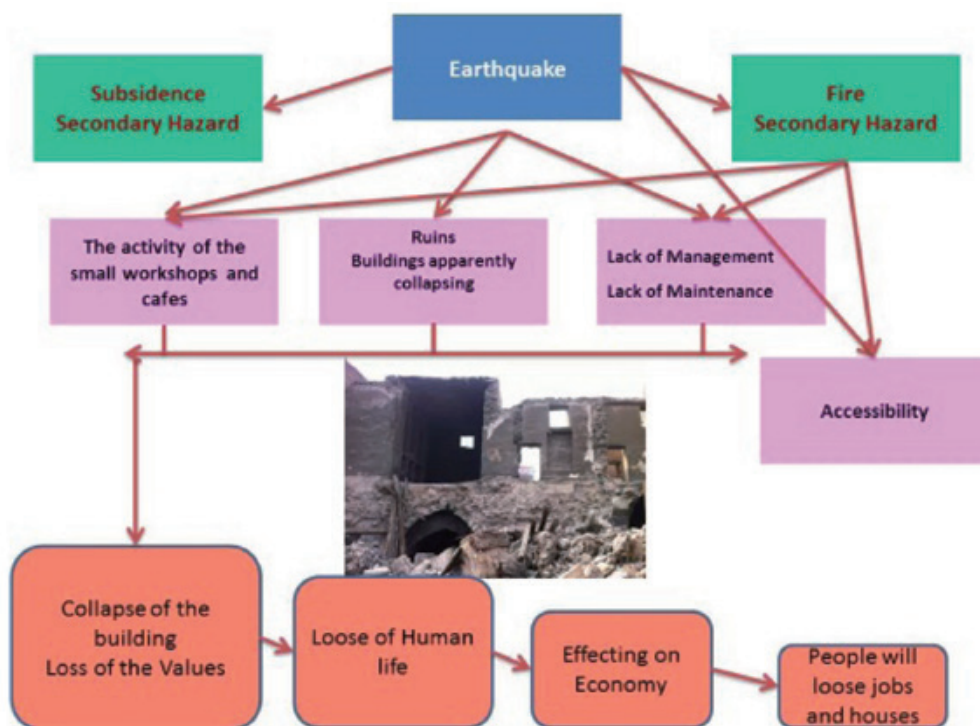 Earthquake
Subsidence
Secondary Hazard
Fire
Secondary Hazard
The activity of the
small workshops and
cafes
Ruins
Buildings apparently
collapsing
Lack of Management
Lack of Maintenance
Accessibility
Collapse of the
building
Loss of the Values
Loose of Human
life
Effecting on
Economy
People will
loose jobs
and houses